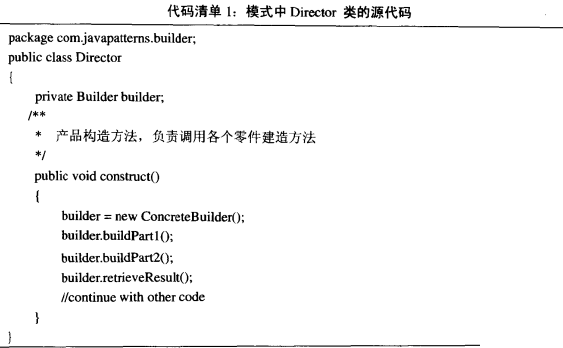 代码清单 1：模式中 Director 类的源代码
package com.javapatterns.builder;
public class Director
{
private Builder builder;
/**
* 产品构造方法，负责调用各个零件建造方法
*/
public void construct()
{
builder = new ConcreteBuilder();
builder.buildPart1();
builder.buildPart2();
builder.retrieveResult();
//continue with other code
}
}